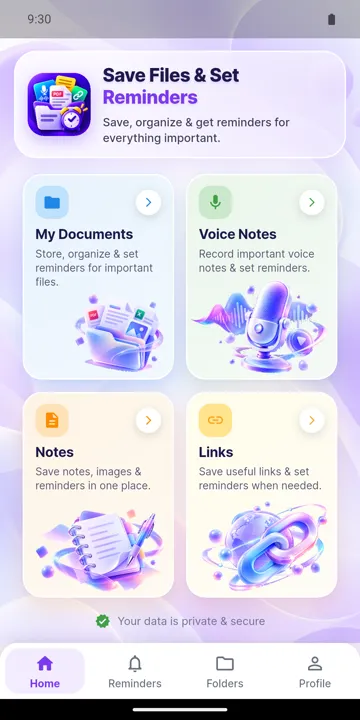 9:30
Save Files & Set
Reminders
Save, organize & get reminders for
everything important.
My Documents
Store, organize & set
reminders for important
files.
Voice Notes
Record important voice
notes & set reminders.
Notes
Save notes, images &
reminders in one place.
Links
Save useful links & set
reminders when needed.
Your data is private & secure
Home
Reminders
Folders
Profile